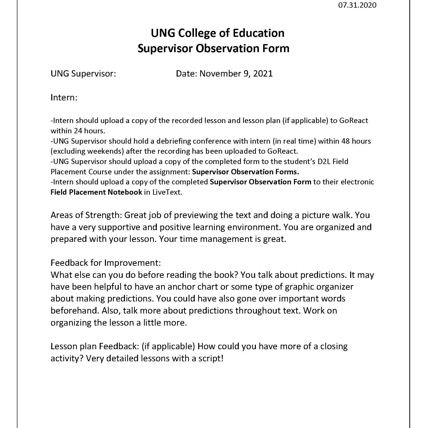 07.31.2020
UNG College of Education
Supervisor Observation Form
UNG Supervisor: Date: November 9, 2021
Intern:
-Intern should upload a copy of the recorded lesson and lesson plan (if applicable) to GoReact
within 24 hours.
-UNG Supervisor should hold a debriefing conference with intern (in real time) within 48 hours
(excluding weekends) after the recording has been uploaded to GoReact.
-UNG Supervisor should upload a copy of the completed form to the student's D2L Field
Placement Course under the assignment: Supervisor Observation Forms.
-Intern should upload a copy of the completed Supervisor Observation Form to their electronic
Field Placement Notebook in LiveText.
Areas of Strength: Great job of previewing the text and doing a picture walk. You
have a very supportive and positive learning environment. You are organized and
prepared with your lesson. Your time management is great.
Feedback for Improvement:
What else can you do before reading the book? You talk about predictions. It may
have been helpful to have an anchor chart or some type of graphic organizer
about making predictions. You could have also gone over important words
beforehand. Also, talk more about predictions throughout text. Work on
organizing the lesson a little more.
Lesson plan Feedback: (if applicable) How could you have more of a closing
activity? Very detailed lessons with a script!